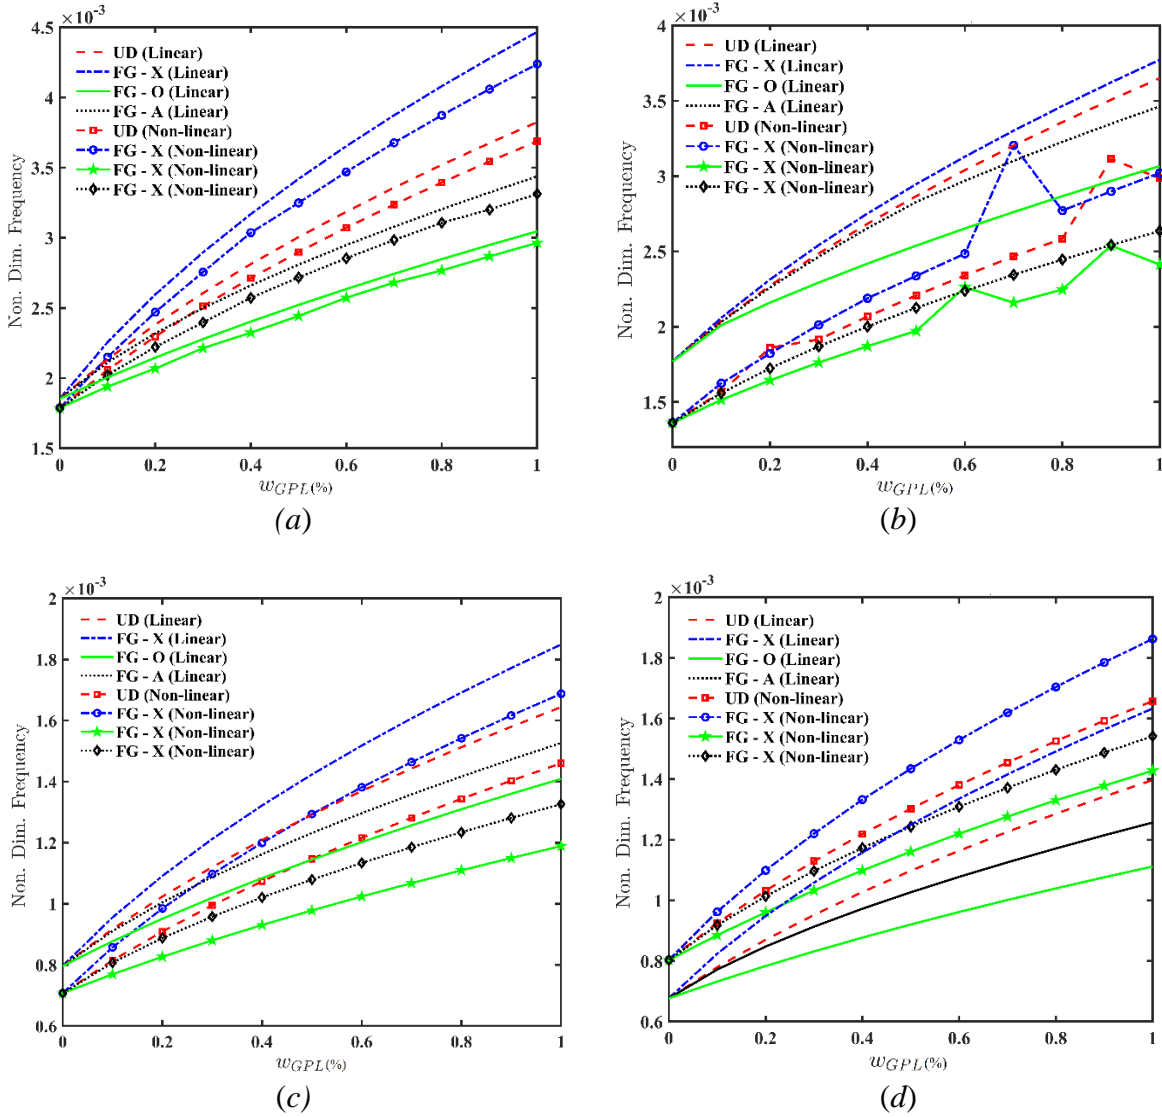 ×10⁻³
4.5
4
3.5
3
2.5
2
1.5
Non. Dim. Frequency
UD (Linear)
FG - X (Linear)
FG - O (Linear)
FG - A (Linear)
UD (Non-linear)
FG - X (Non-linear)
FG - X (Non-linear)
FG - X (Non-linear)
0 0.2 0.4 0.6 0.8 1
w_GPL(%)
(a)
×10⁻³
4
3.5
3
2.5
2
1.5
Non. Dim. Frequency
UD (Linear)
FG - X (Linear)
FG - O (Linear)
FG - A (Linear)
UD (Non-linear)
FG - X (Non-linear)
FG - X (Non-linear)
FG - X (Non-linear)
0 0.2 0.4 0.6 0.8 1
w_GPL(%)
(b)
×10⁻³
2
1.8
1.6
1.4
1.2
1
0.8
0.6
Non. Dim. Frequency
UD (Linear)
FG - X (Linear)
FG - O (Linear)
FG - A (Linear)
UD (Non-linear)
FG - X (Non-linear)
FG - X (Non-linear)
FG - X (Non-linear)
0 0.2 0.4 0.6 0.8 1
w_GPL(%)
(c)
×10⁻³
2
1.8
1.6
1.4
1.2
1
0.8
0.6
Non. Dim. Frequency
UD (Linear)
FG - X (Linear)
FG - O (Linear)
FG - A (Linear)
UD (Non-linear)
FG - X (Non-linear)
FG - X (Non-linear)
FG - X (Non-linear)
0 0.2 0.4 0.6 0.8 1
w_GPL(%)
(d)